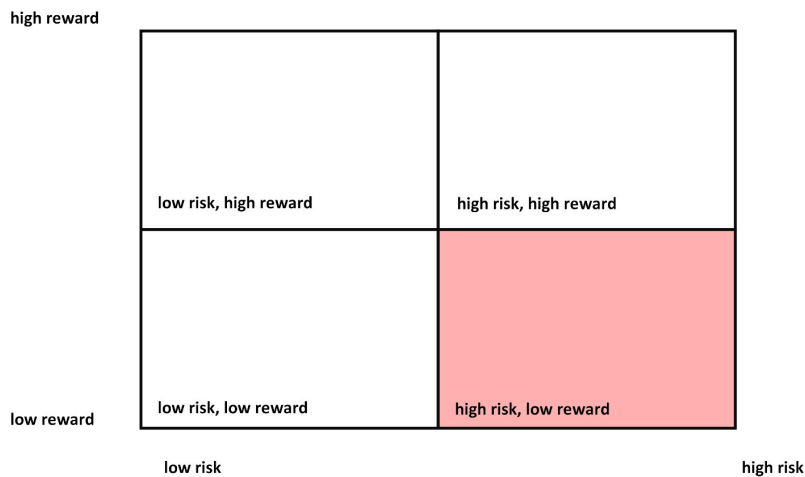 high reward
low risk, high reward
high risk, high reward
low risk, low reward
high risk, low reward
low reward
low risk
high risk